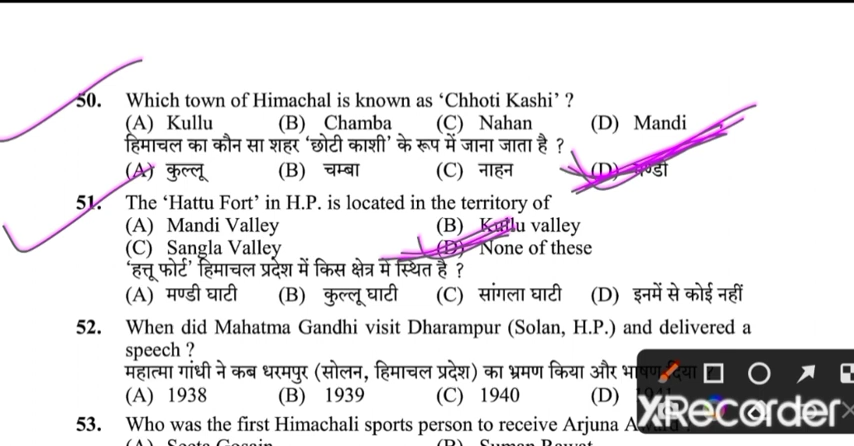 50. Which town of Himachal is known as ‘Chhoti Kashi’ ?
(A) Kullu (B) Chamba (C) Nahan (D) Mandi
हिमाचल का कौन सा शहर ‘छोटी काशी’ के रूप में जाना जाता है ?
(A) कुल्लू (B) चम्बा (C) नाहन (D) मण्डी
51. The ‘Hattu Fort’ in H.P. is located in the territory of
(A) Mandi Valley (B) Kullu valley
(C) Sangla Valley (D) None of these
‘हत्तू फोर्ट’ हिमाचल प्रदेश में किस क्षेत्र में स्थित है ?
(A) मण्डी घाटी (B) कुल्लू घाटी (C) सांगला घाटी (D) इनमें से कोई नहीं
52. When did Mahatma Gandhi visit Dharampur (Solan, H.P.) and delivered a
speech ?
महात्मा गांधी ने कब धरमपुर (सोलन, हिमाचल प्रदेश) का भ्रमण किया और भाषण दिया ?
(A) 1938 (B) 1939 (C) 1940 (D) 1941
XRecorder
53. Who was the first Himachali sports person to receive Arjuna